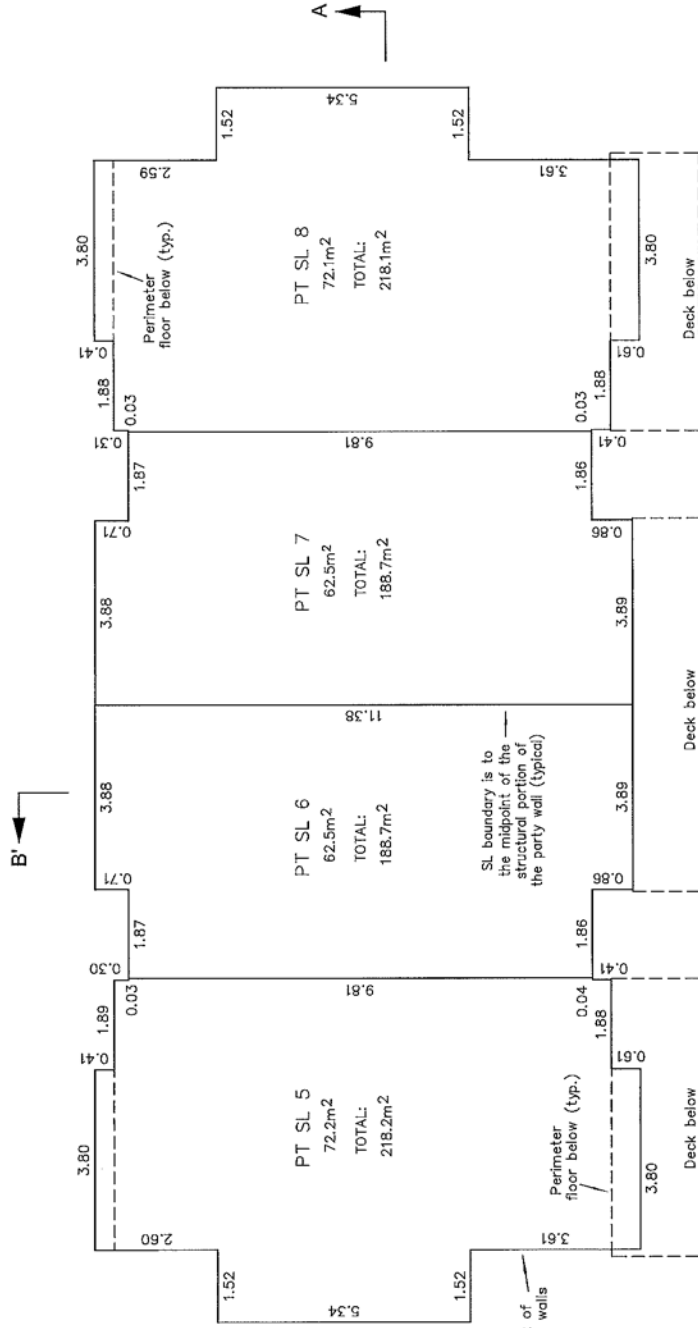 A
B'
3.80
0.41
1.89
0.30
0.03
1.87
0.71
3.88
3.88
0.71
1.87
0.31
0.03
1.88
0.41
3.80
Perimeter
floor below (typ.)
2.60
2.59
1.52
1.52
5.34
5.34
1.52
1.52
PT SL 5
72.2m²
TOTAL:
218.2m²
9.81
PT SL 6
62.5m²
TOTAL:
188.7m²
11.38
PT SL 7
62.5m²
TOTAL:
188.7m²
9.81
PT SL 8
72.1m²
TOTAL:
218.1m²
SL boundary is to
the midpoint of the
structural portion of
the party wall (typical)
of
walls
3.61
3.61
Perimeter
floor below (typ.)
3.80
0.61
1.88
0.04
0.41
1.86
0.86
3.89
3.89
0.86
1.86
0.41
0.03
1.88
0.61
3.80
Deck below
Deck below
Deck below